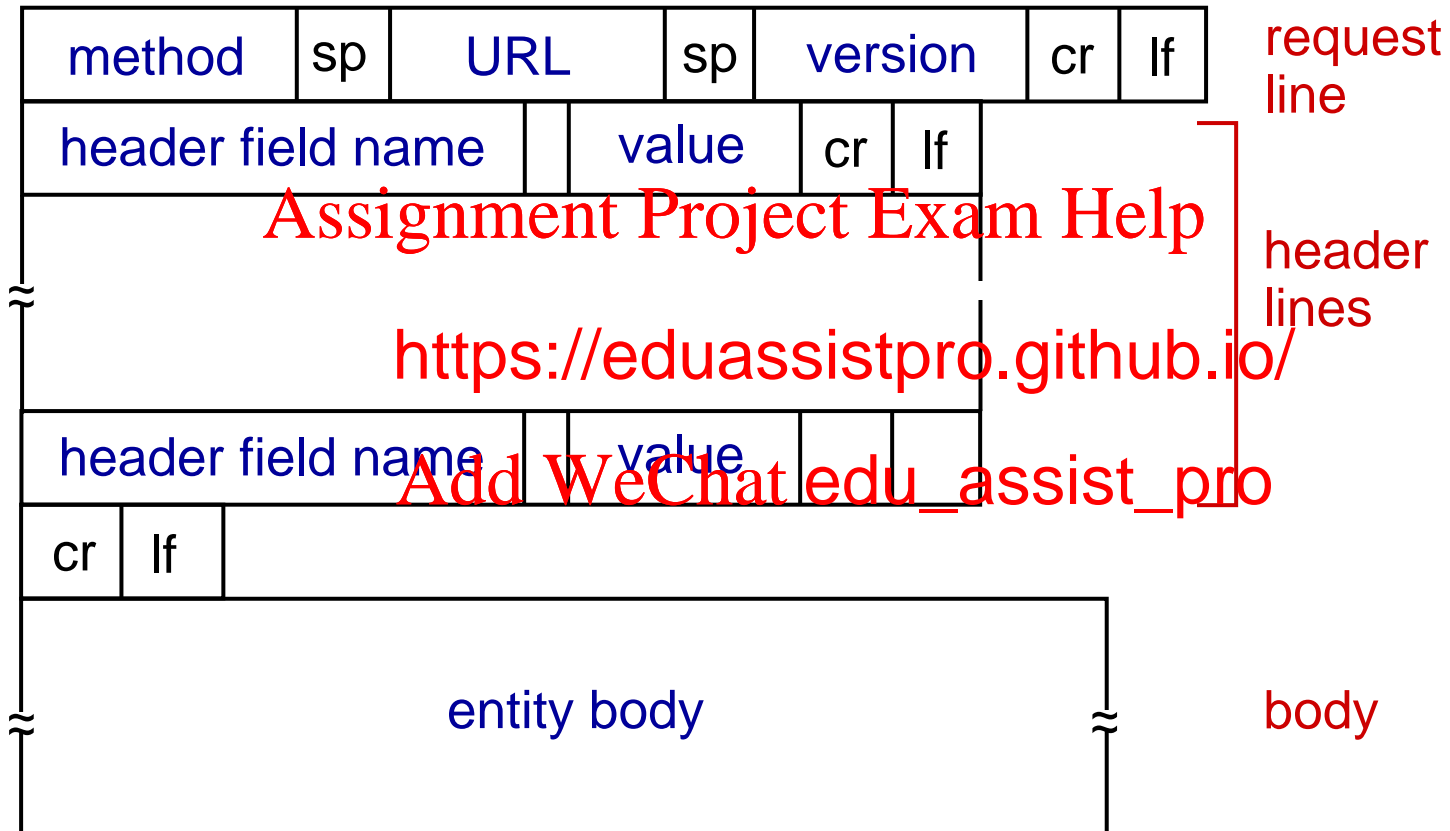 method sp URL sp version cr lf
request
line
header field name value cr lf
Assignment Project Exam Help
header
lines
https://eduassistpro.github.io/
header field name value
Add WeChat edu_assist_pro
cr lf
entity body
body